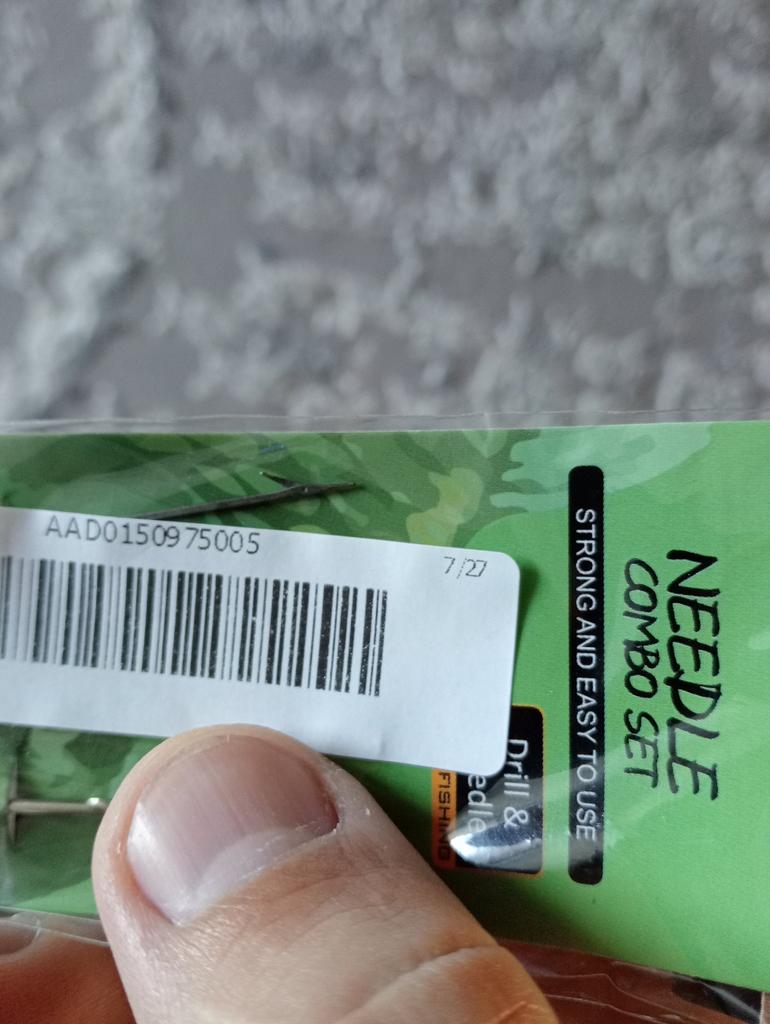 AAD0150975005
7/27
NEEDLE
COMBO SET
STRONG AND EASY TO USE
Drill &
FISHING